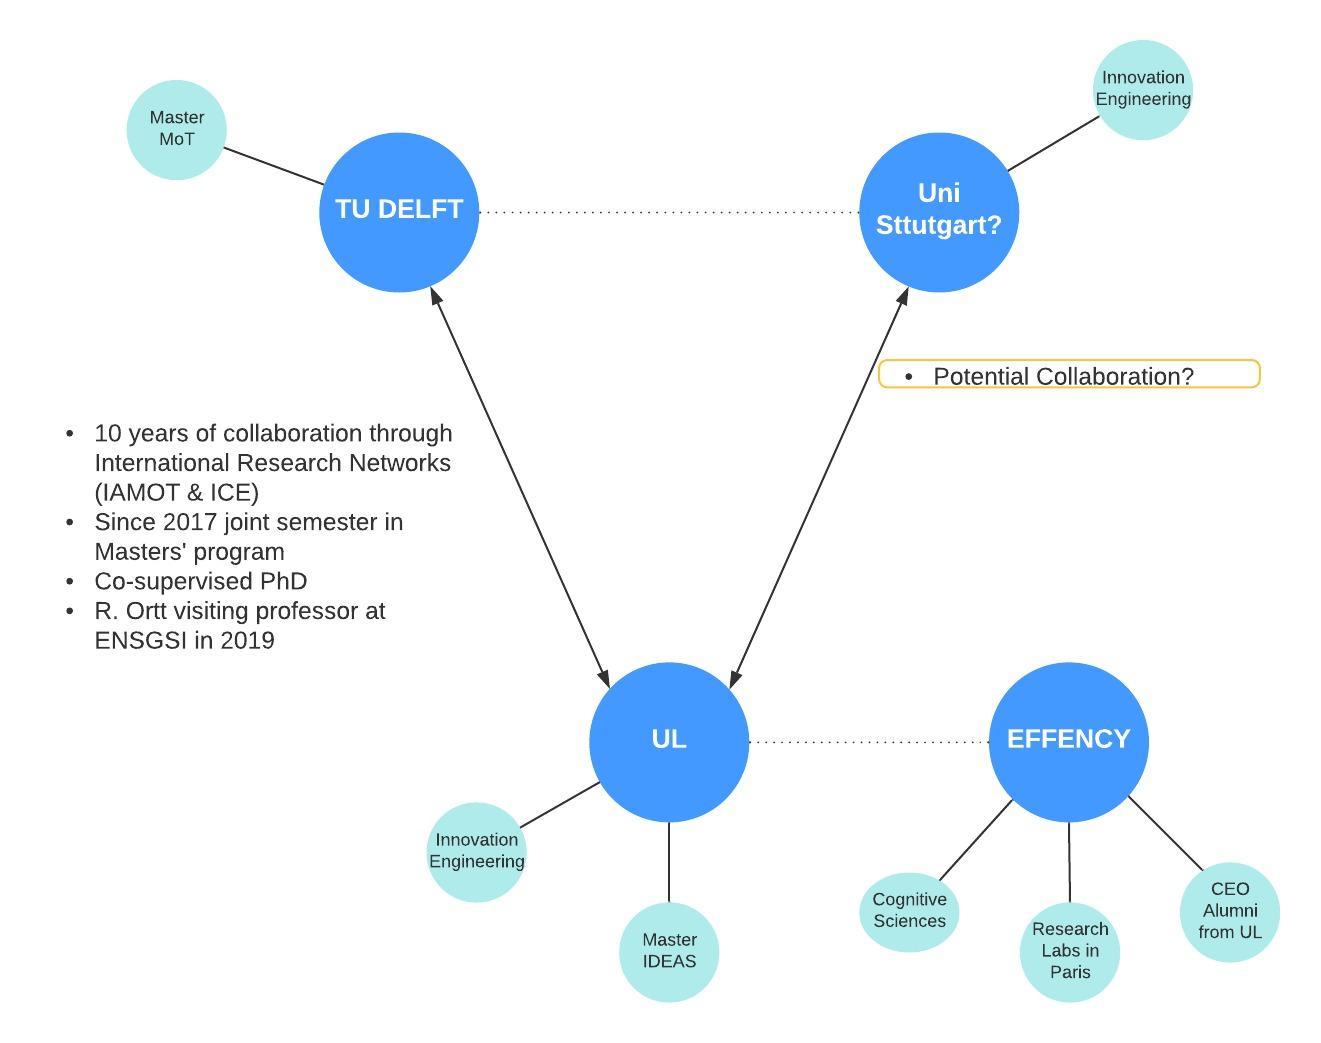 Innovation
Engineering
Master
MoT
TU DELFT
Uni
Sttutgart?
• Potential Collaboration?
• 10 years of collaboration through
International Research Networks
(IAMOT & ICE)
• Since 2017 joint semester in
Masters' program
• Co-supervised PhD
• R. Ortt visiting professor at
ENSGSI in 2019
UL
EFFENCY
Innovation
Engineering
Master
IDEAS
Cognitive
Sciences
Research
Labs in
Paris
CEO
Alumni
from UL